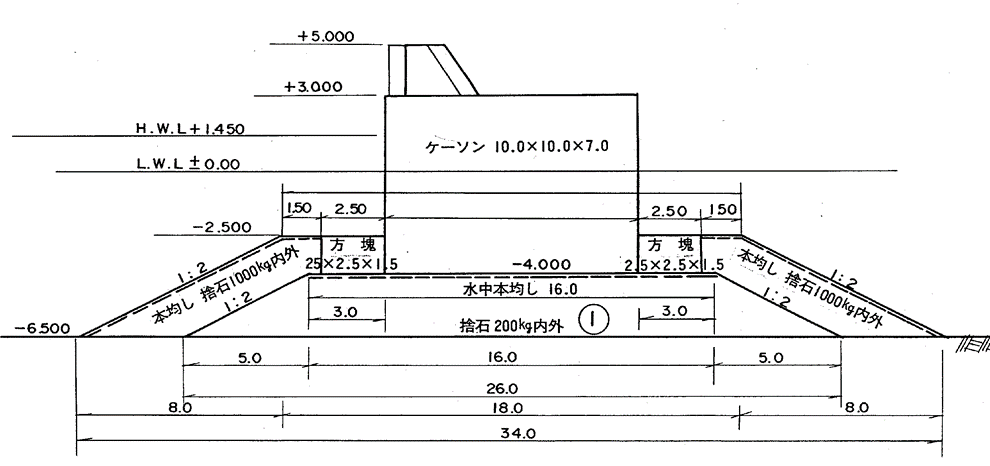 +5.000
+3.000
H.W.L+1.450
ケーソン 10.0×10.0×7.0
L.W.L ±0.00
1.50 2.50 2.50 150
-2.500
方塊 方塊
25×2.5×1.5 -4.000 2.5×2.5×1.5
1:2 本均し 捨石1000kg内外 1:2
水中本均し 16.0
本均し 捨石1000kg内外 1:2
1:2
3.0 捨石200kg内外 1 3.0
-6.500
5.0 16.0 5.0
26.0
8.0 18.0 8.0
34.0